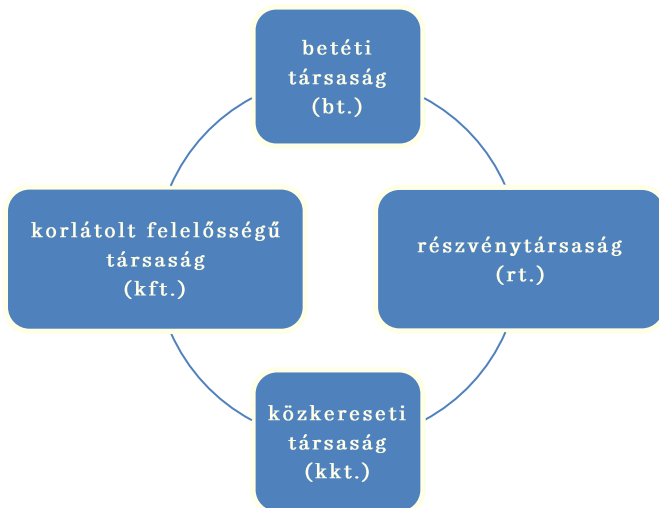 betéti
társaság
(bt.)
korlátolt felelősségű
társaság
(kft.)
részvénytársaság
(rt.)
közkereseti
társaság
(kkt.)